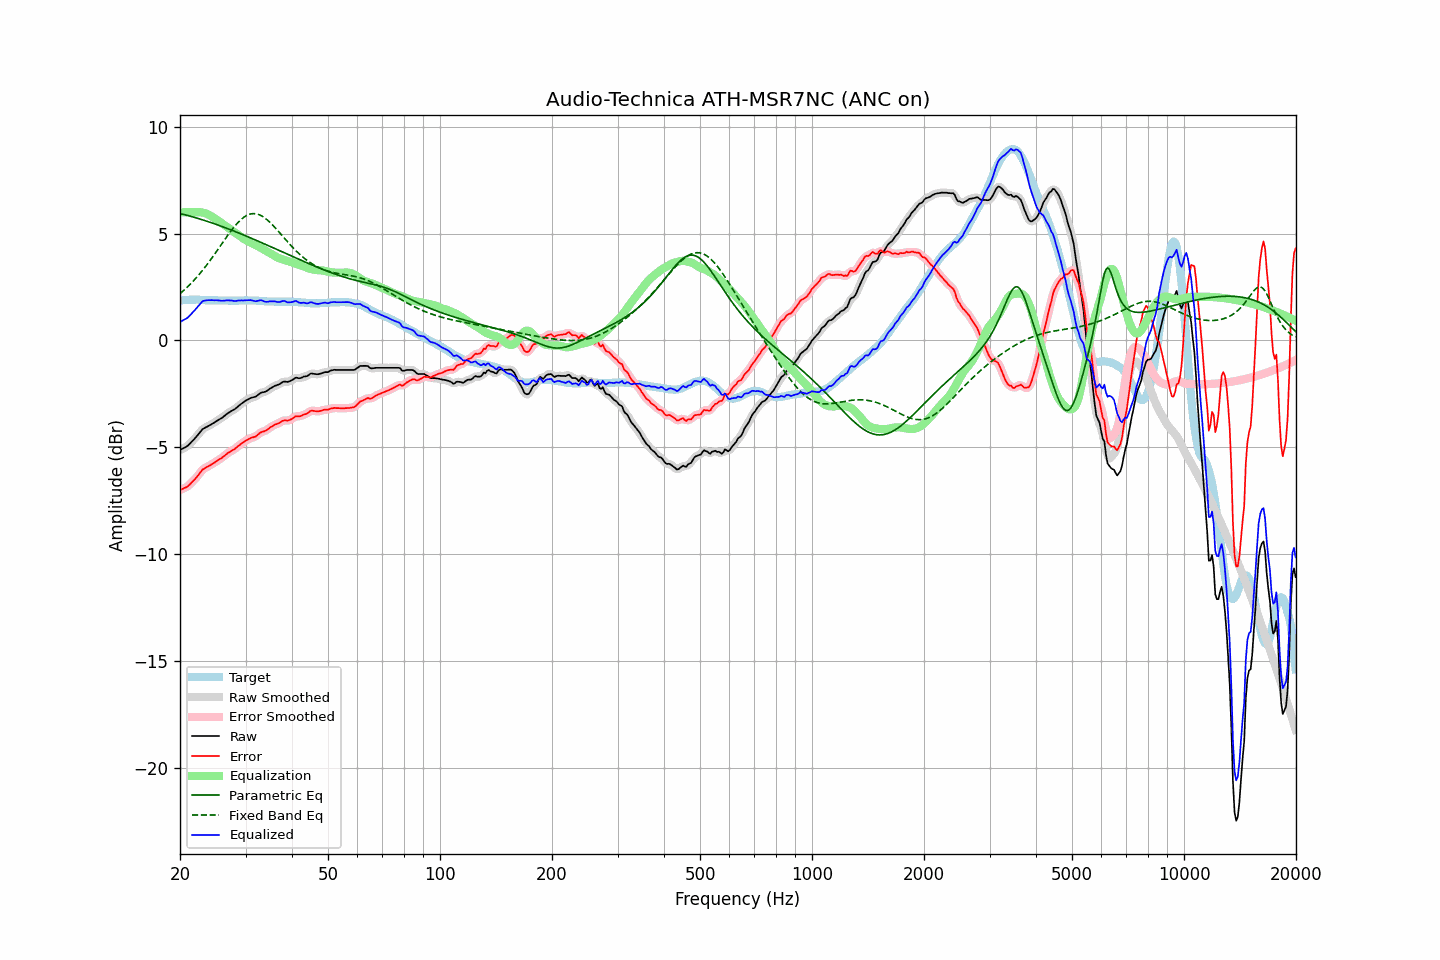 Audio-Technica ATH-MSR7NC (ANC on)
10
5
0
−5
−10
−15
−20
Amplitude (dBr)
Target
Raw Smoothed
Error Smoothed
Raw
Error
Equalization
Parametric Eq
Fixed Band Eq
Equalized
20
50
100
200
500
1000
2000
5000
10000
20000
Frequency (Hz)